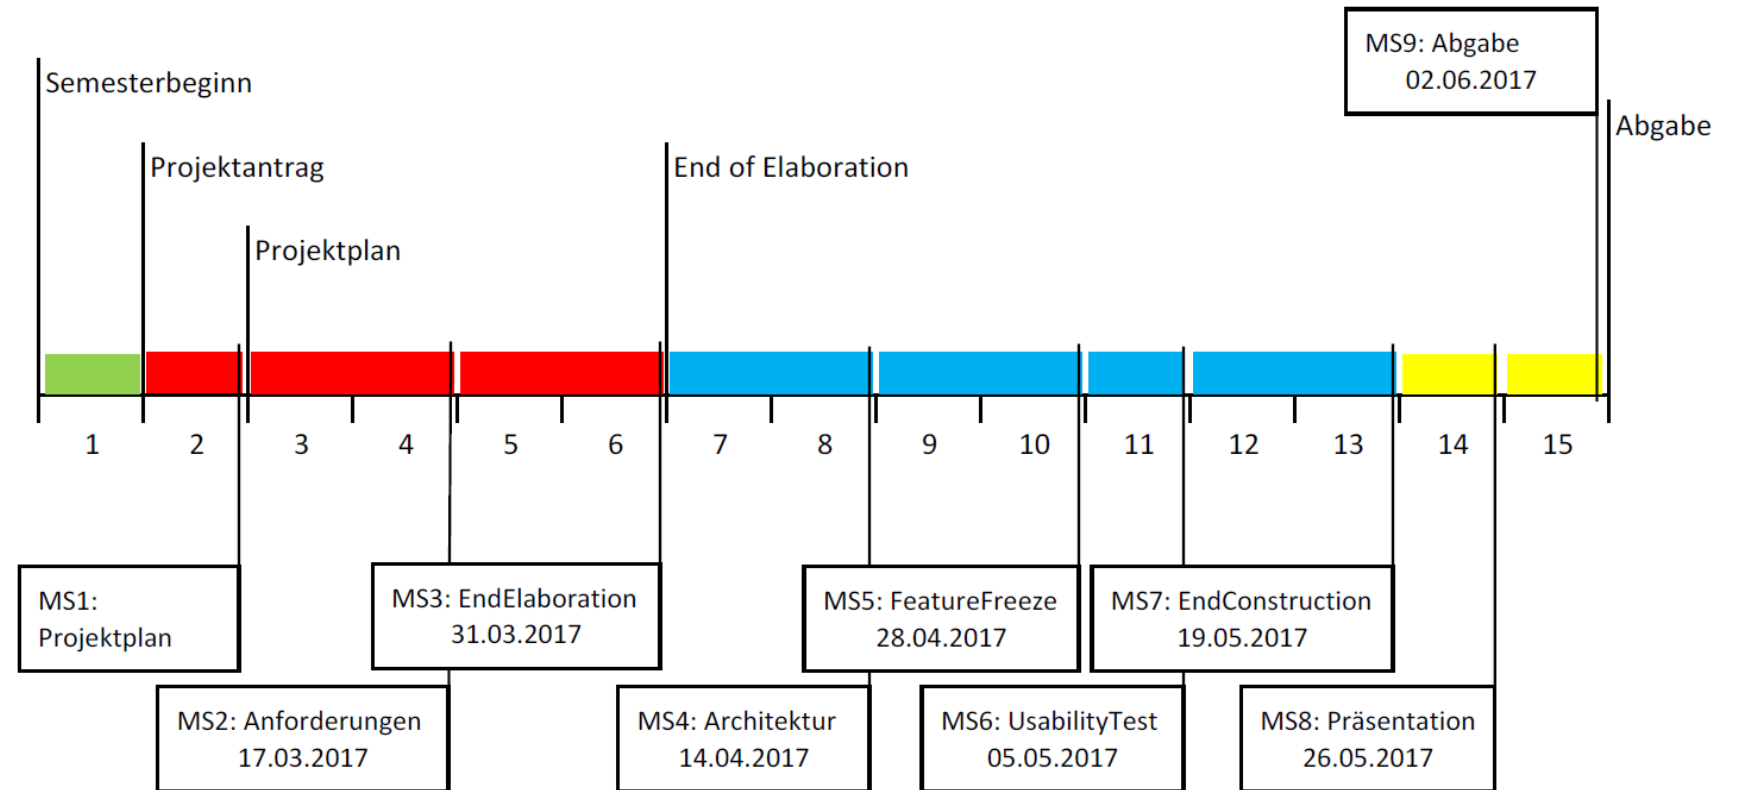 MS9: Abgabe
02.06.2017
Semesterbeginn
Abgabe
Projektantrag
End of Elaboration
Projektplan
1 2 3 4 5 6 7 8 9 10 11 12 13 14 15
MS1:
Projektplan
MS3: EndElaboration
31.03.2017
MS5: FeatureFreeze
28.04.2017
MS7: EndConstruction
19.05.2017
MS2: Anforderungen
17.03.2017
MS4: Architektur
14.04.2017
MS6: UsabilityTest
05.05.2017
MS8: Präsentation
26.05.2017